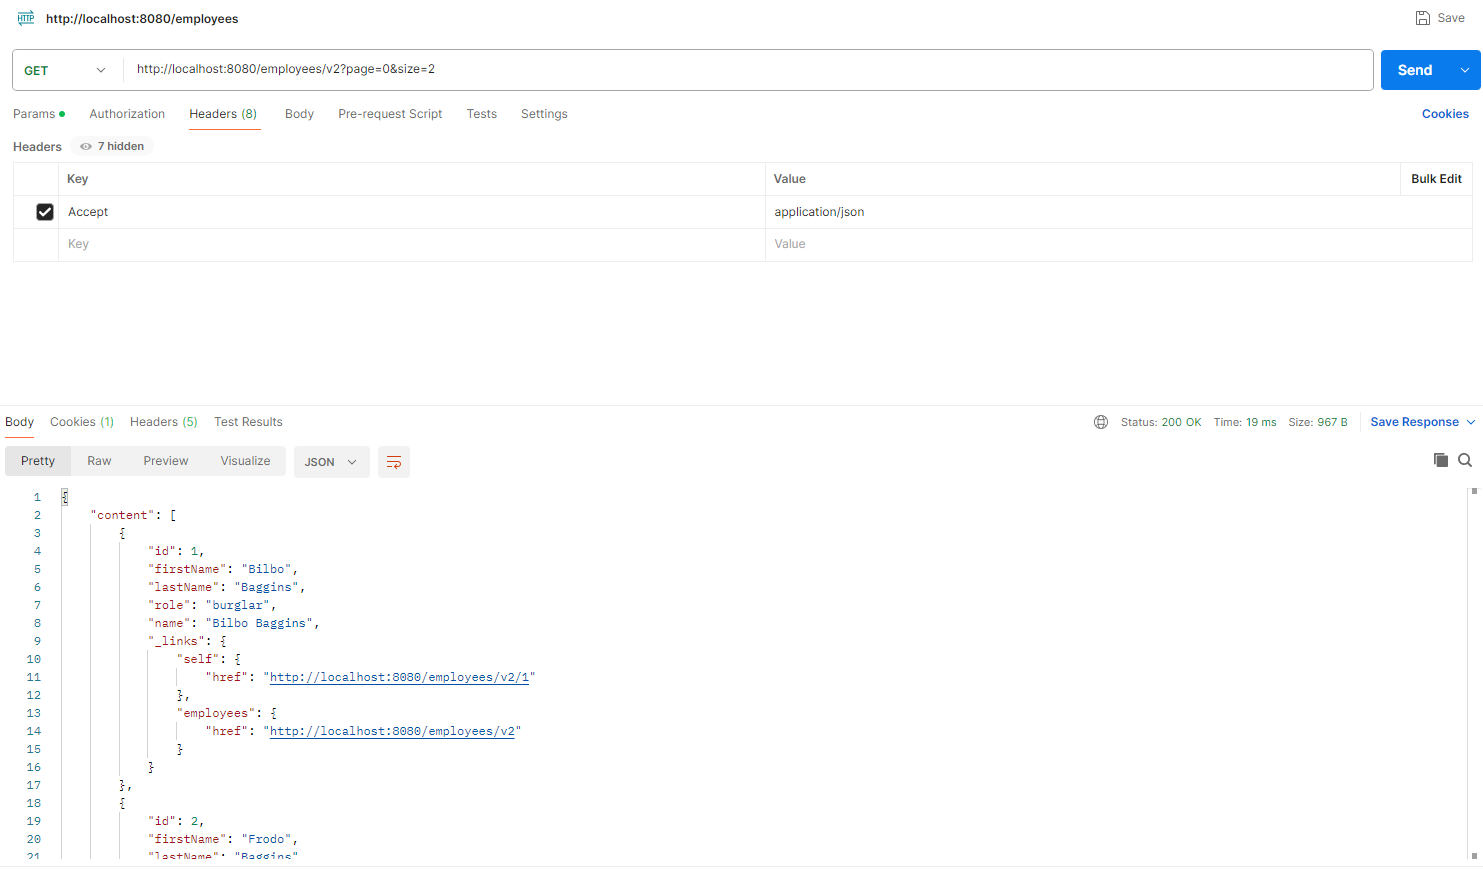 HTTP http://localhost:8080/employees Save
GET http://localhost:8080/employees/v2?page=0&size=2 Send
Params Authorization Headers (8) Body Pre-request Script Tests Settings Cookies
Headers 7 hidden
Key Value Bulk Edit
Accept application/json
Key Value
Body Cookies (1) Headers (5) Test Results Status: 200 OK Time: 19 ms Size: 967 B Save Response
Pretty Raw Preview Visualize JSON
1 {
2 "content": [
3 {
4 "id": 1,
5 "firstName": "Bilbo",
6 "lastName": "Baggins",
7 "role": "burglar",
8 "name": "Bilbo Baggins",
9 "_links": {
10 "self": {
11 "href": "http://localhost:8080/employees/v2/1"
12 },
13 "employees": {
14 "href": "http://localhost:8080/employees/v2"
15 }
16 }
17 },
18 {
19 "id": 2,
20 "firstName": "Frodo",
21 "lastName": "Baggins"